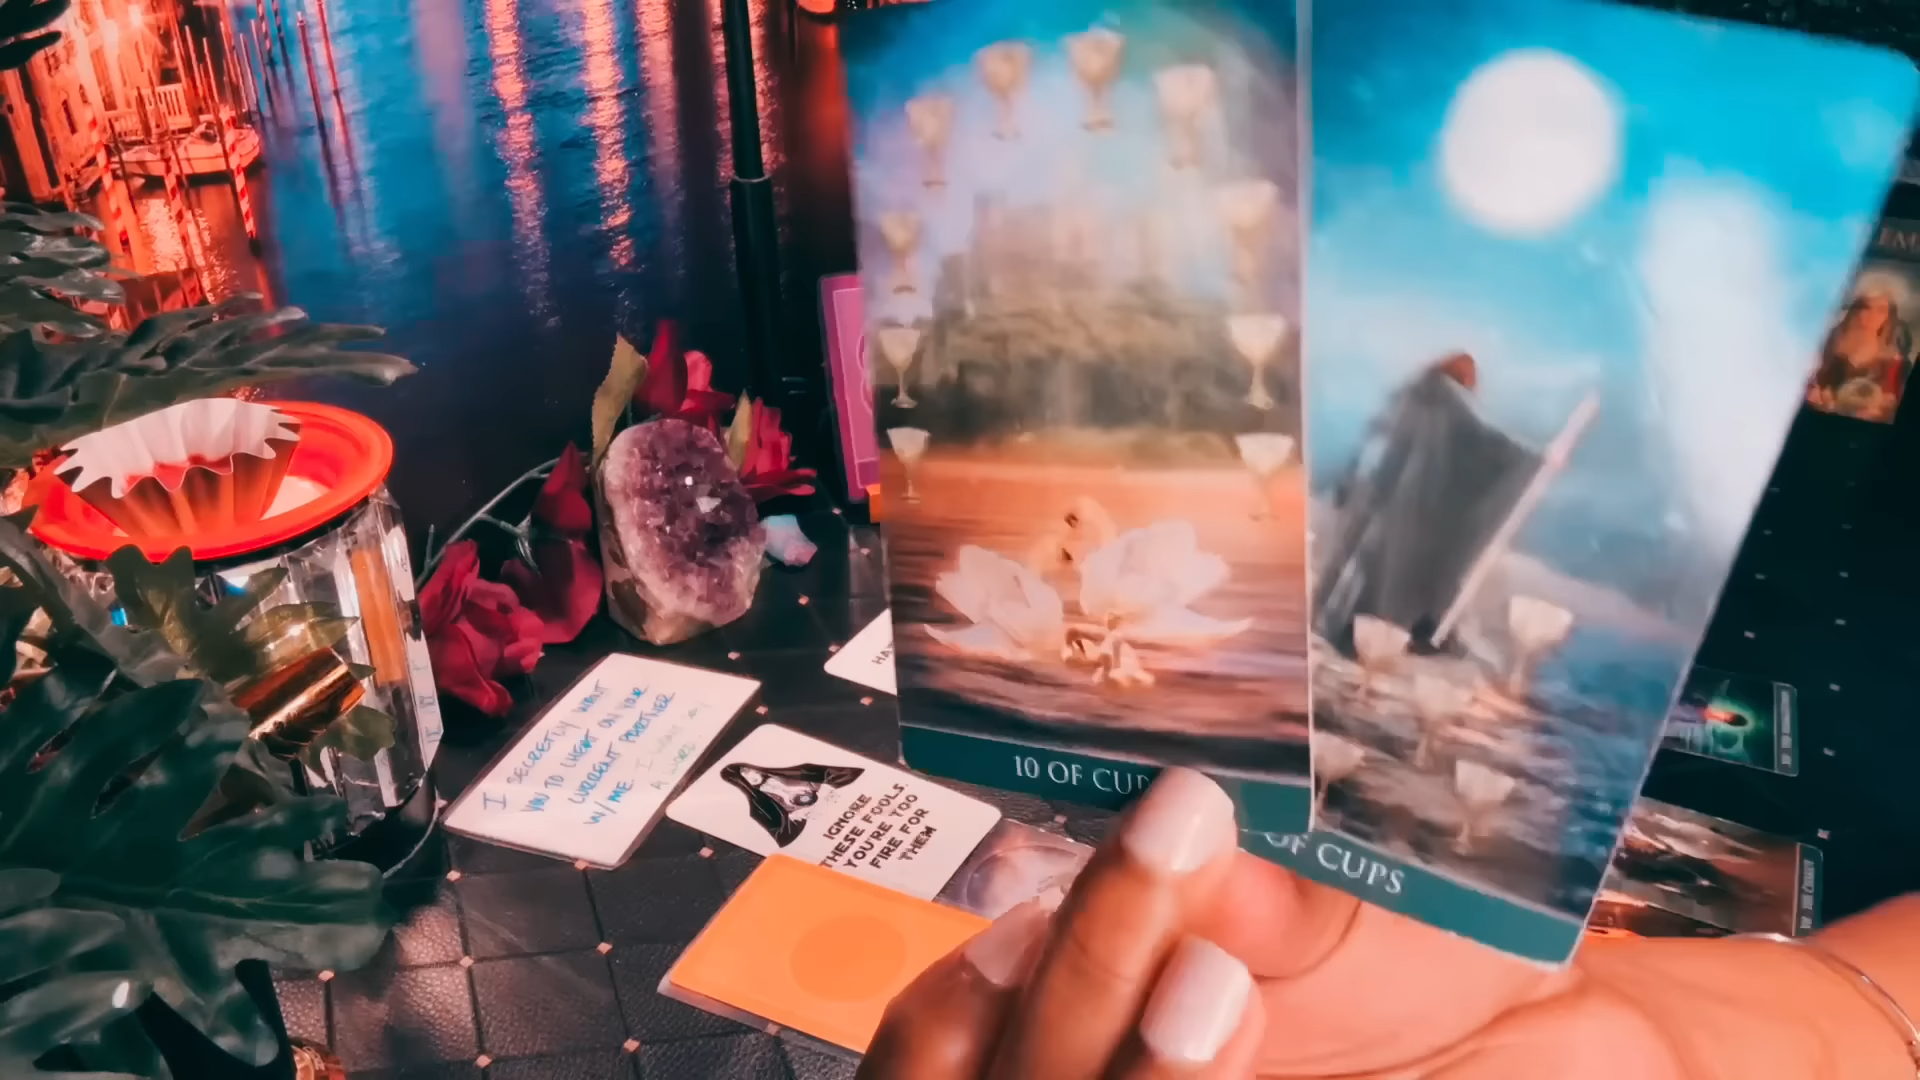 10 OF CUP
OF CUPS
I SECRETLY WANT
YOU TO CHEAT ON YOUR
CURRENT PARTNER
W/ ME.
IGNORE
THESE FOOLS.
YOU'RE TOO
FIRE FOR
THEM
HA